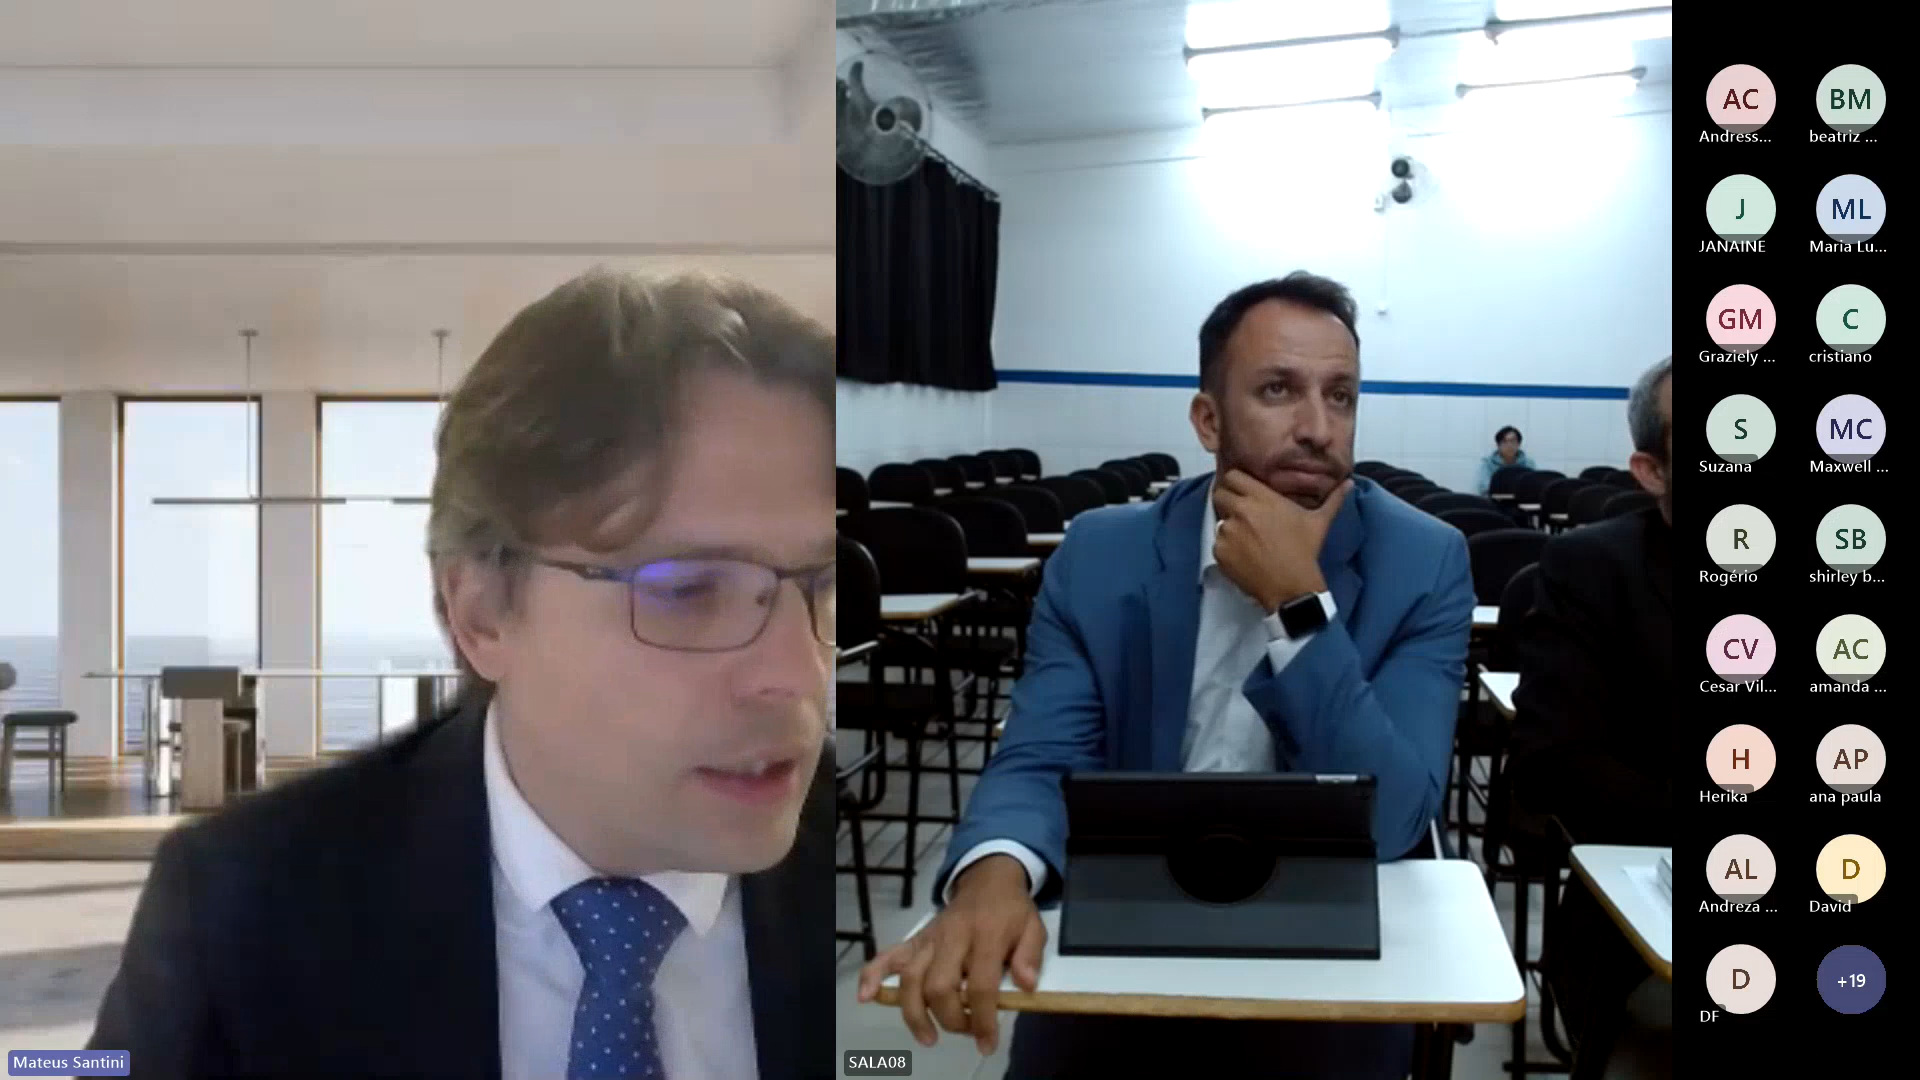 Mateus Santini
SALA08
AC
Andress...
BM
beatriz ...
J
JANAINE
ML
Maria Lu...
GM
Graziely ...
C
cristiano
S
Suzana
MC
Maxwell ...
R
Rogério
SB
shirley b...
CV
Cesar Vil...
AC
amanda ...
H
Herika
AP
ana paula
AL
Andreza ...
D
David
D
DF
+19